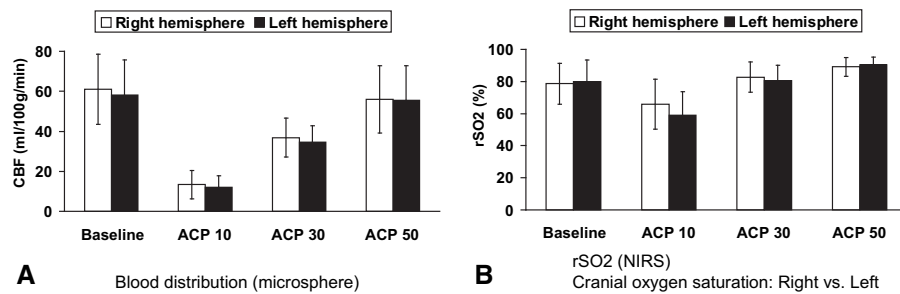 Right hemisphere Left hemisphere
CBF (ml/100g/min)
80
60
40
20
0
Baseline ACP 10 ACP 30 ACP 50
A
Blood distribution (microsphere)
Right hemisphere Left hemisphere
rSO2 (%)
100
80
60
40
20
0
Baseline ACP 10 ACP 30 ACP 50
B
rSO2 (NIRS)
Cranial oxygen saturation: Right vs. Left